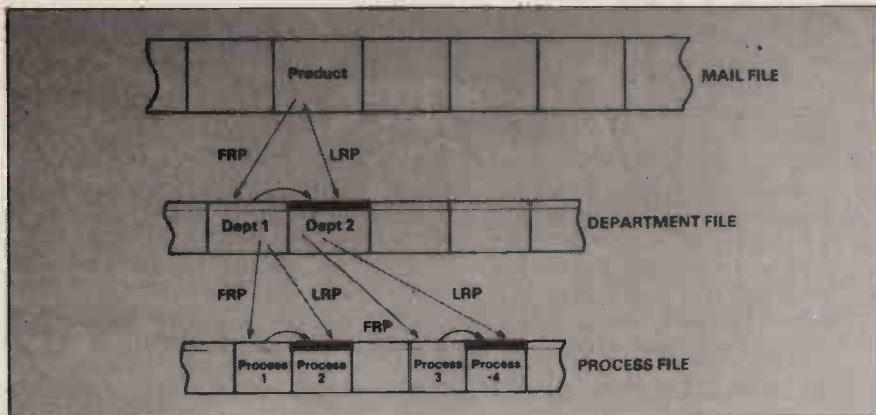 Product
MAIL FILE
FRP
LRP
Dept 1
Dept 2
DEPARTMENT FILE
FRP
LRP
FRP
LRP
Process
1
Process
2
Process
3
Process
-4
PROCESS FILE